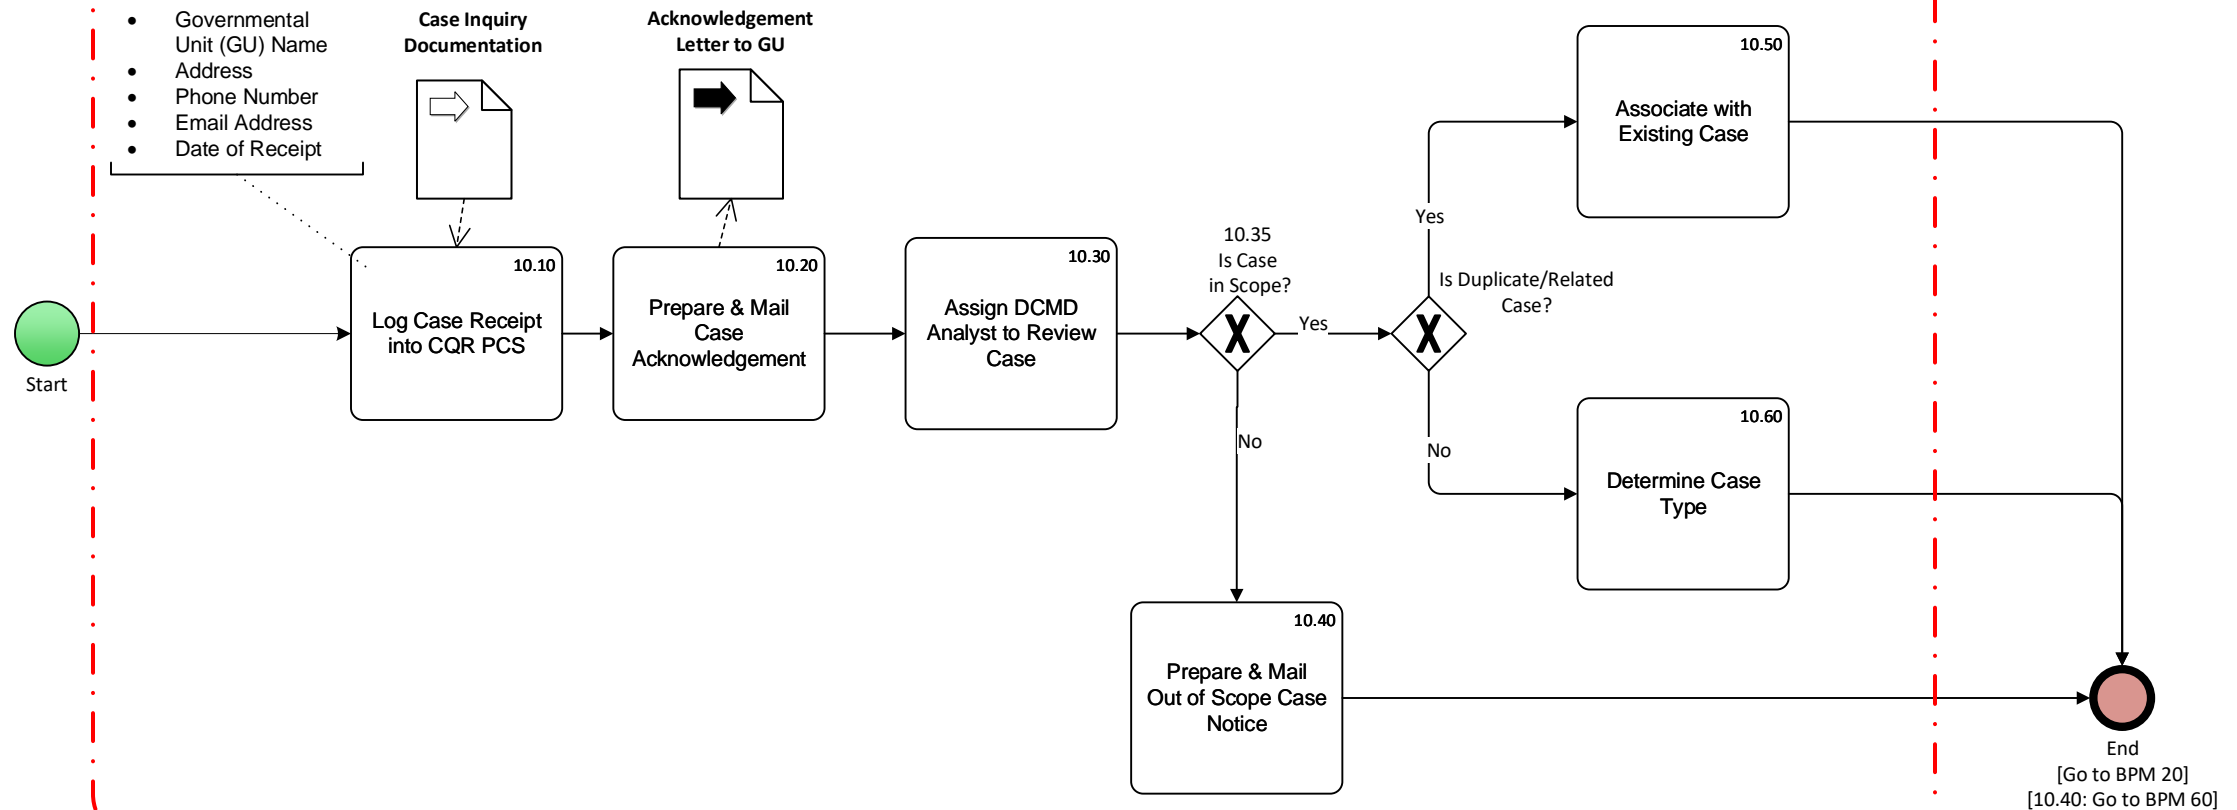 • Governmental
Unit (GU) Name
• Address
• Phone Number
• Email Address
• Date of Receipt
Case Inquiry
Documentation
Acknowledgement
Letter to GU
Start
10.10
Log Case Receipt
into CQR PCS
10.20
Prepare & Mail
Case
Acknowledgement
10.30
Assign DCMD
Analyst to Review
Case
10.35
Is Case
in Scope?
Yes
No
Is Duplicate/Related
Case?
Yes
No
10.50
Associate with
Existing Case
10.60
Determine Case
Type
10.40
Prepare & Mail
Out of Scope Case
Notice
End
[Go to BPM 20]
[10.40: Go to BPM 60]